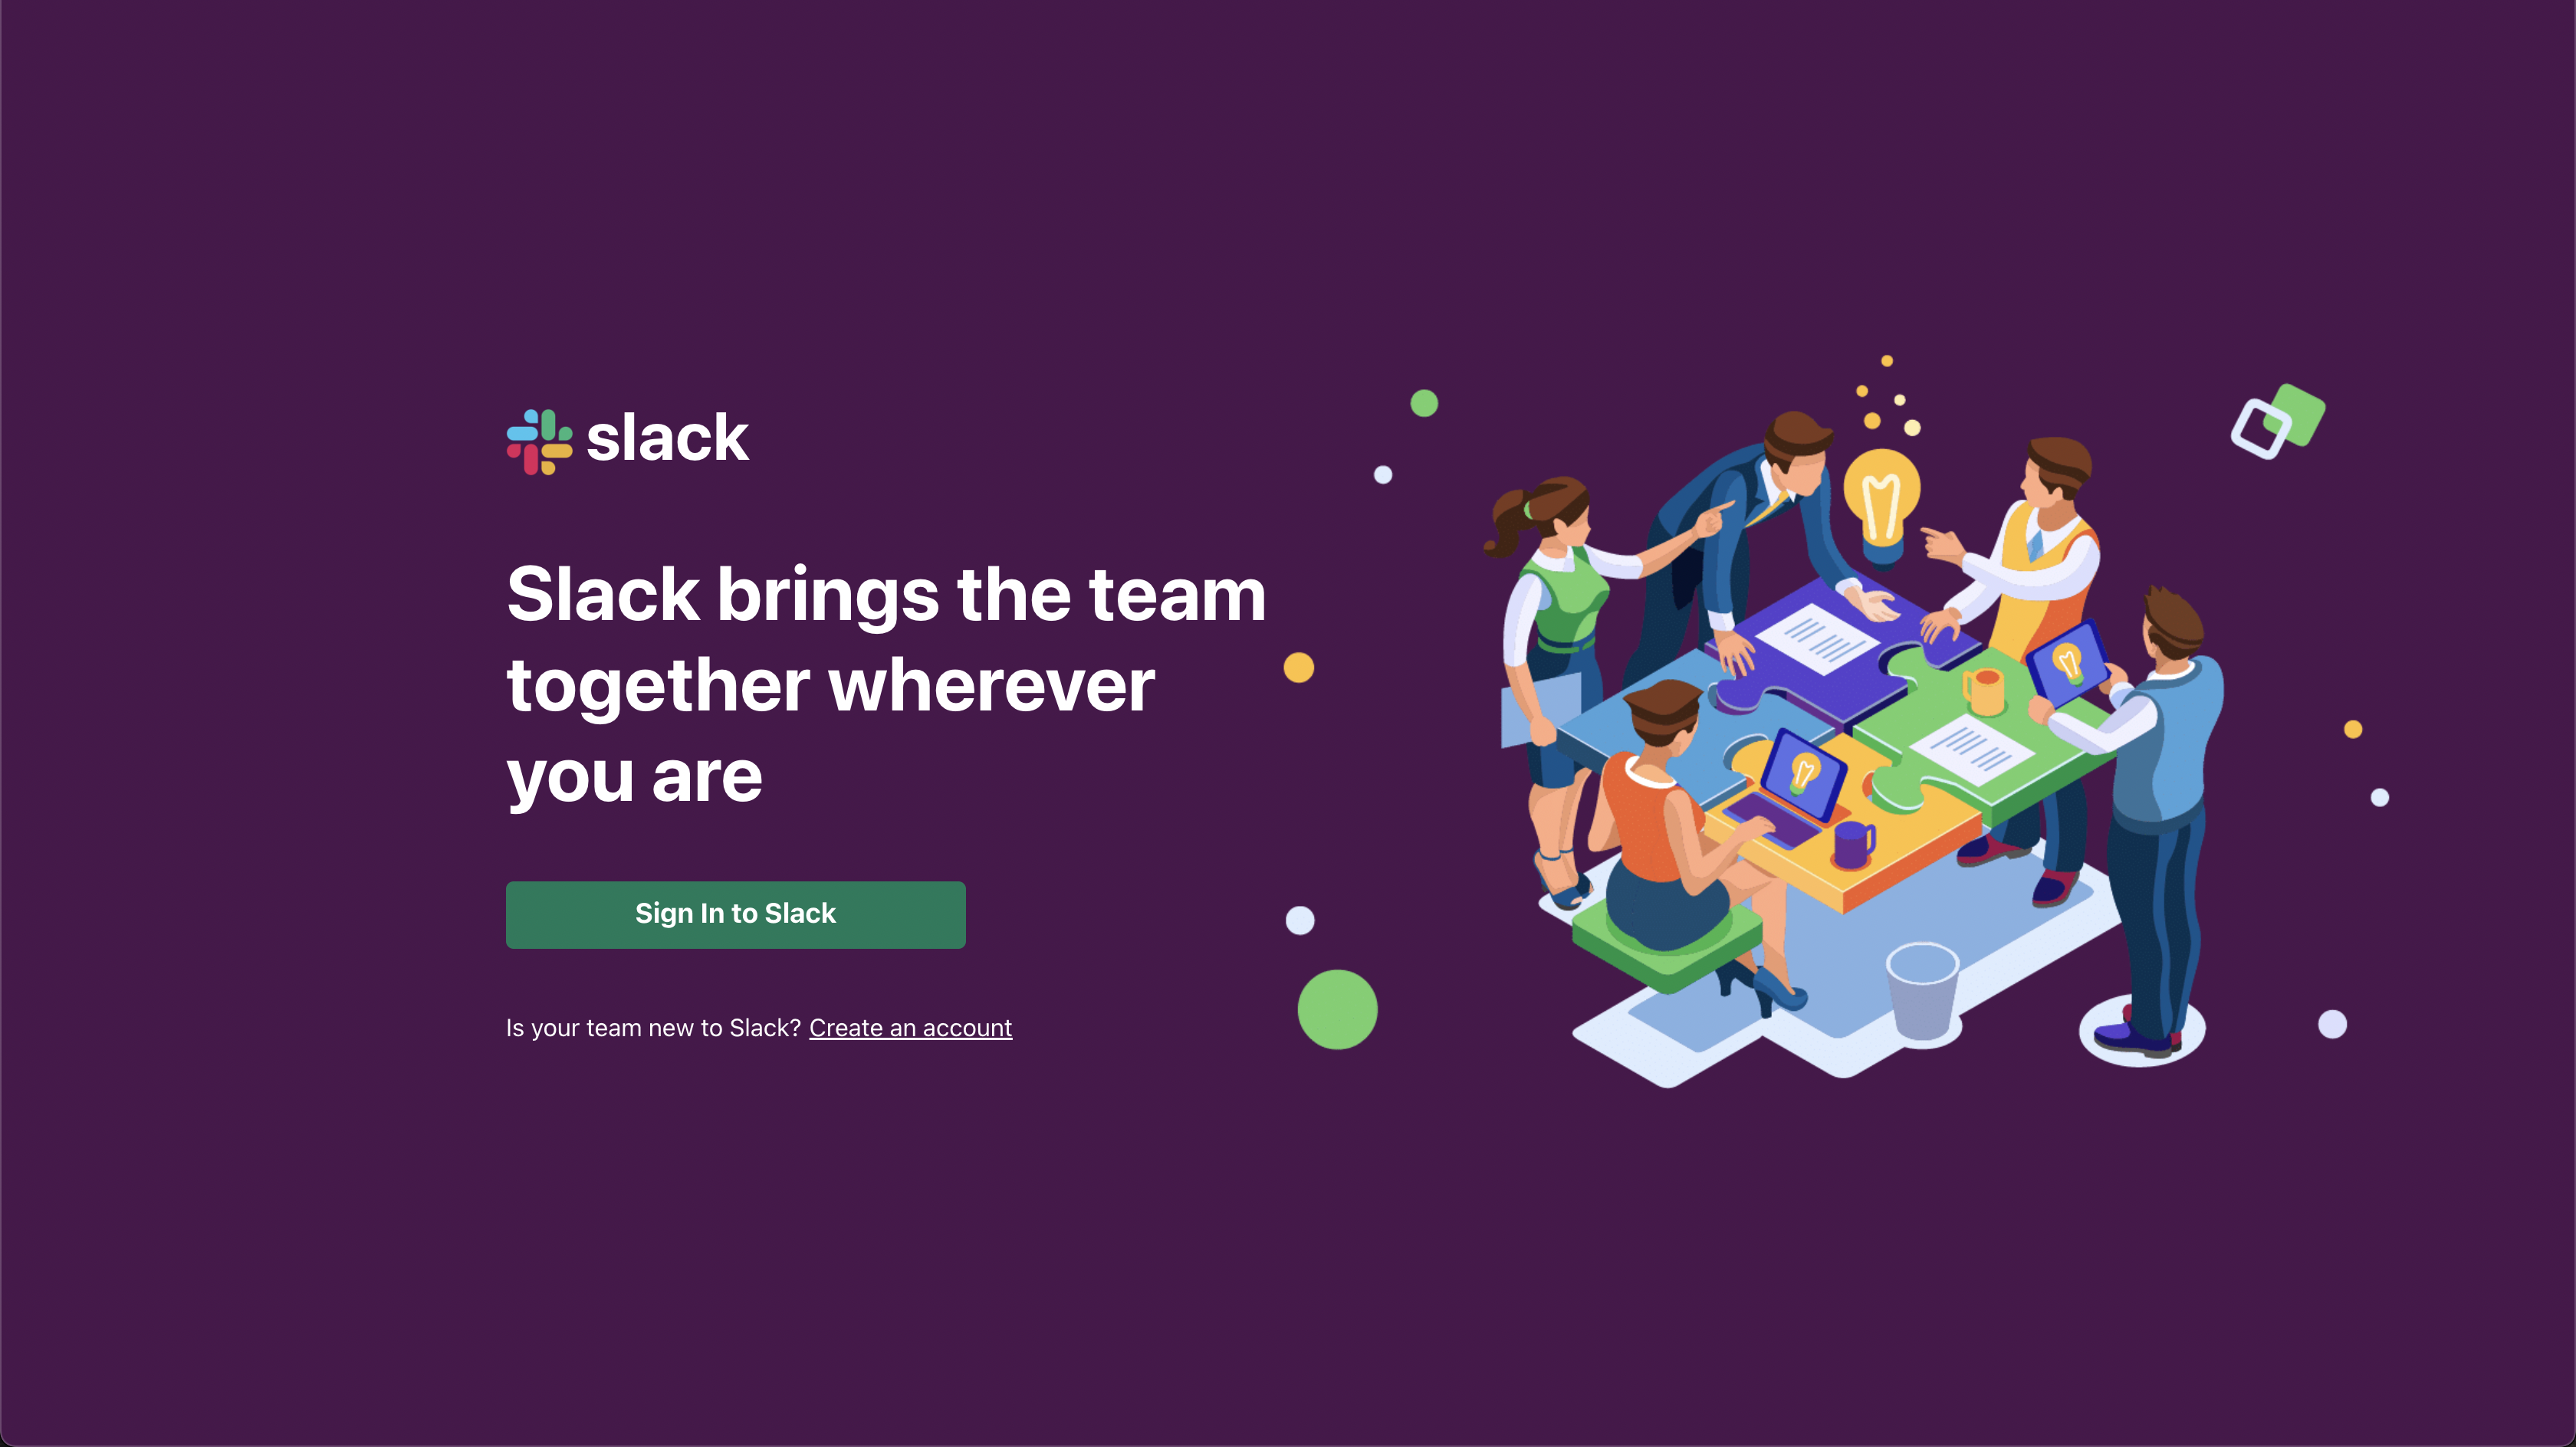 slack
Slack brings the team
together wherever
you are
Sign In to Slack
Is your team new to Slack? Create an account